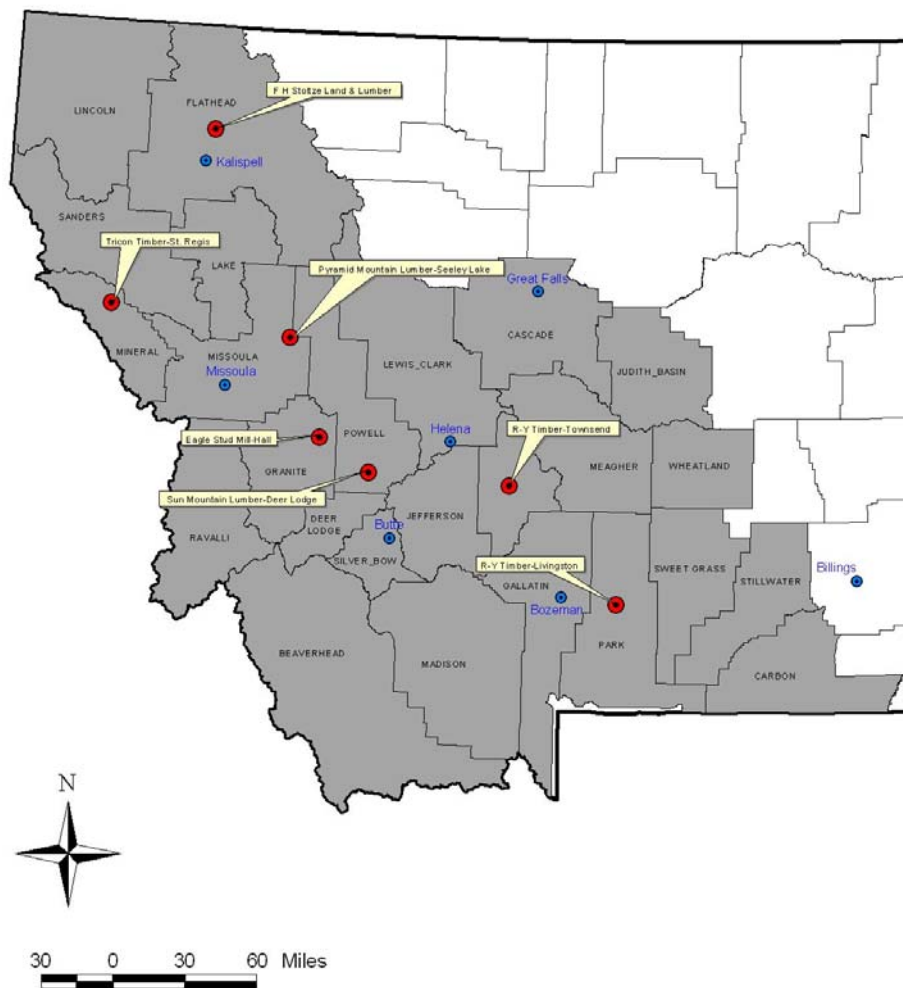 F H Stoltze Land & Lumber
FLATHEAD
LINCOLN
Kalispell
SANDERS
Tricon Timber-St. Regis
LAKE
Pyramid Mountain Lumber-Seeley Lake
Great Falls
CASCADE
MINERAL
MISSOULA
Missoula
LEWIS_CLARK
JUDITH_BASIN
Eagle Stud Mill-Hall
POWELL
Helena
R-Y Timber-Townsend
GRANITE
MEAGHER
WHEATLAND
Sun Mountain Lumber-Deer Lodge
DEER
LODGE
JEFFERSON
Butte
RAVALLI
SILVER_BOW
R-Y Timber-Livingston
GALLATIN
SWEET GRASS
STILLWATER
Billings
Bozeman
PARK
BEAVERHEAD
MADISON
CARBON
N
30 0 30 60 Miles